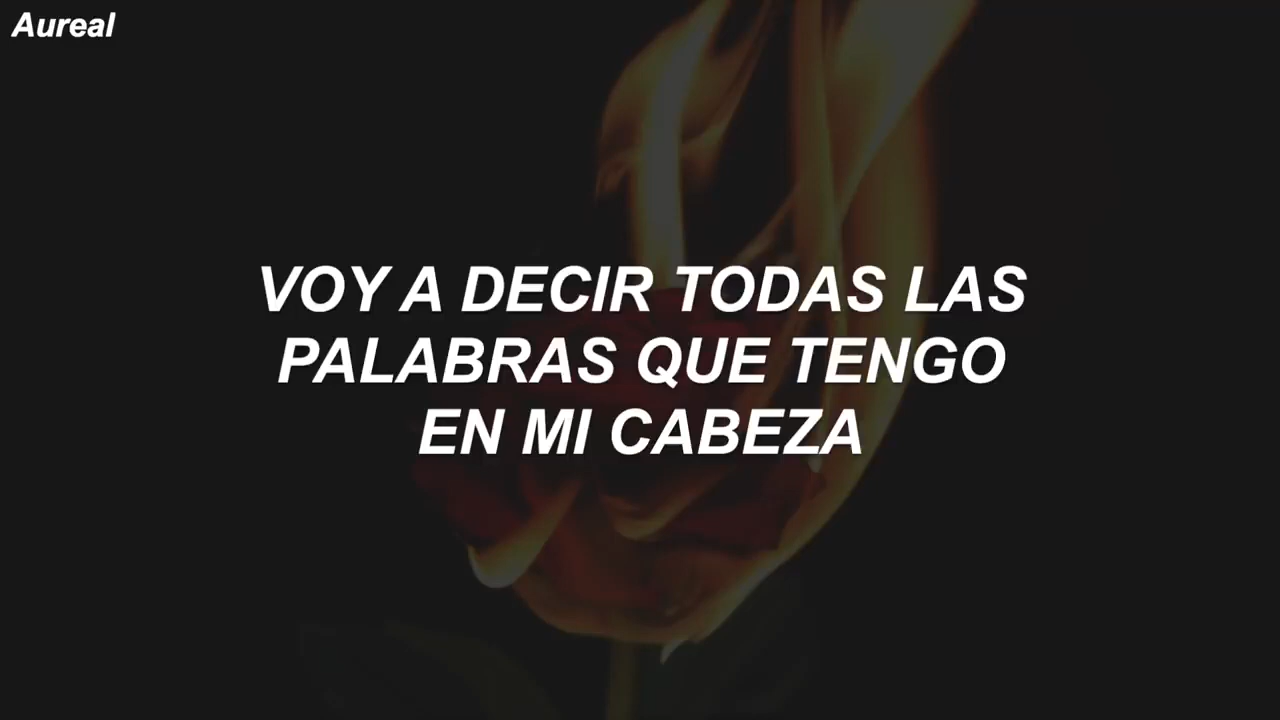 Aureal
VOY A DECIR TODAS LAS
PALABRAS QUE TENGO
EN MI CABEZA